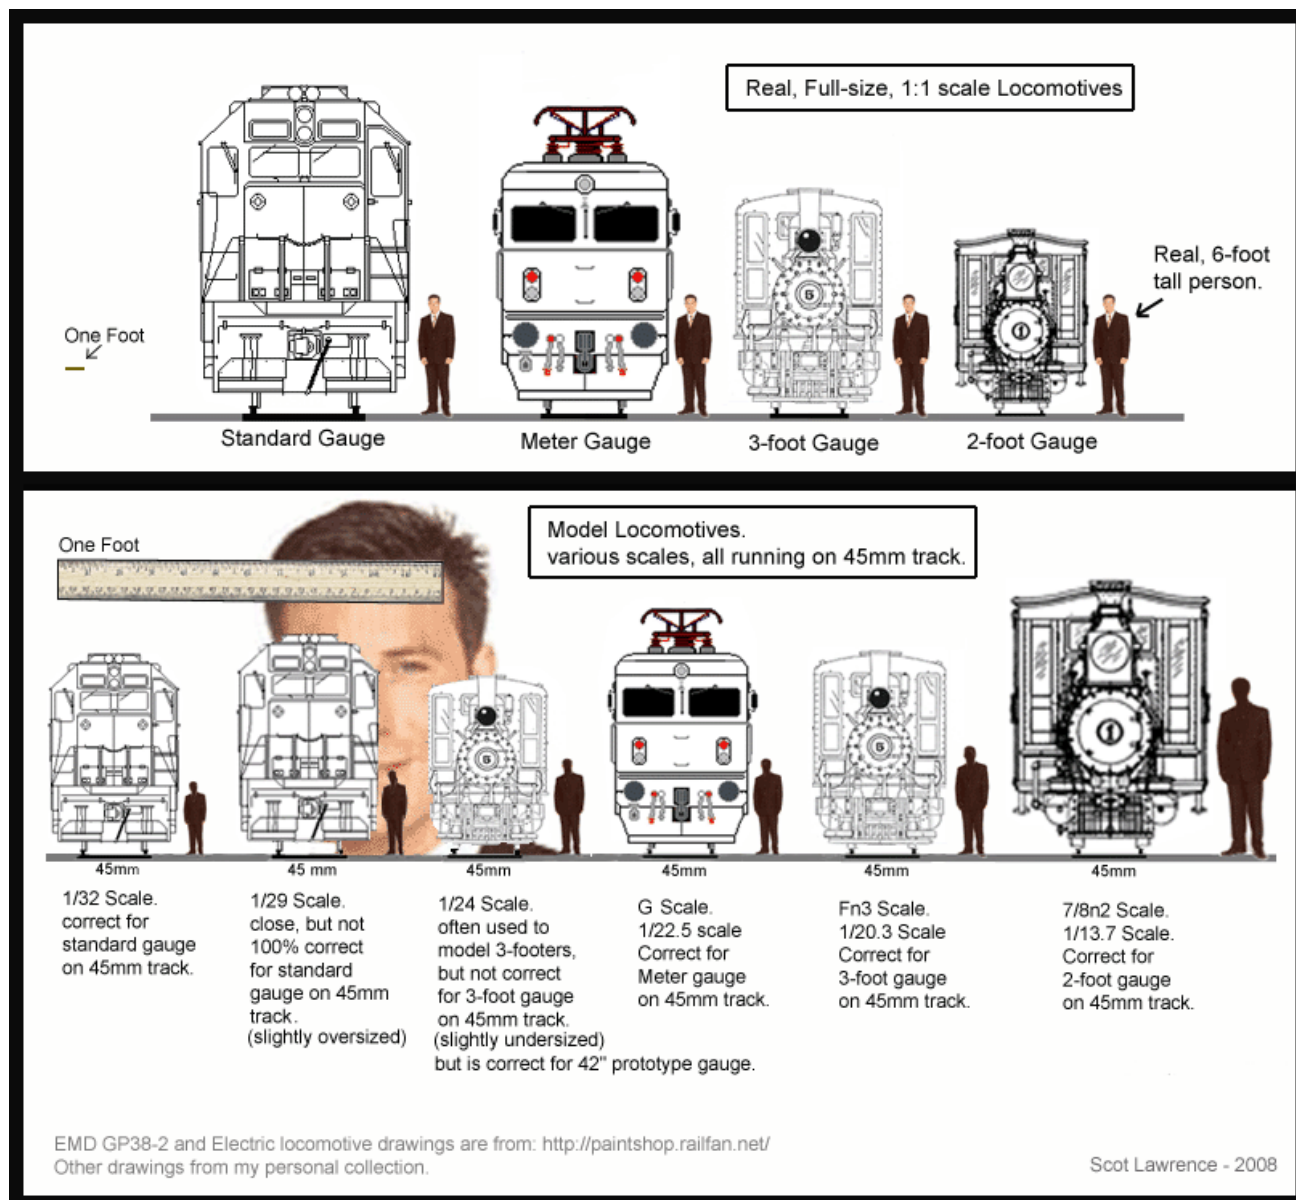 Real, Full-size, 1:1 scale Locomotives
Real, 6-foot
tall person.
One Foot
5
1
Standard Gauge
Meter Gauge
3-foot Gauge
2-foot Gauge
Model Locomotives.
various scales, all running on 45mm track.
One Foot
5
1
45mm
45 mm
45mm
45mm
45mm
45mm
1/32 Scale.
correct for
standard gauge
on 45mm track.
1/29 Scale.
close, but not
100% correct
for standard
gauge on 45mm
track.
(slightly oversized)
1/24 Scale.
often used to
model 3-footers,
but not correct
for 3-foot gauge
on 45mm track.
(slightly undersized)
but is correct for 42" prototype gauge.
G Scale.
1/22.5 scale
Correct for
Meter gauge
on 45mm track.
Fn3 Scale.
1/20.3 Scale
Correct for
3-foot gauge
on 45mm track.
7/8n2 Scale.
1/13.7 Scale.
Correct for
2-foot gauge
on 45mm track.
EMD GP38-2 and Electric locomotive drawings are from: http://paintshop.railfan.net/
Other drawings from my personal collection.
Scot Lawrence - 2008